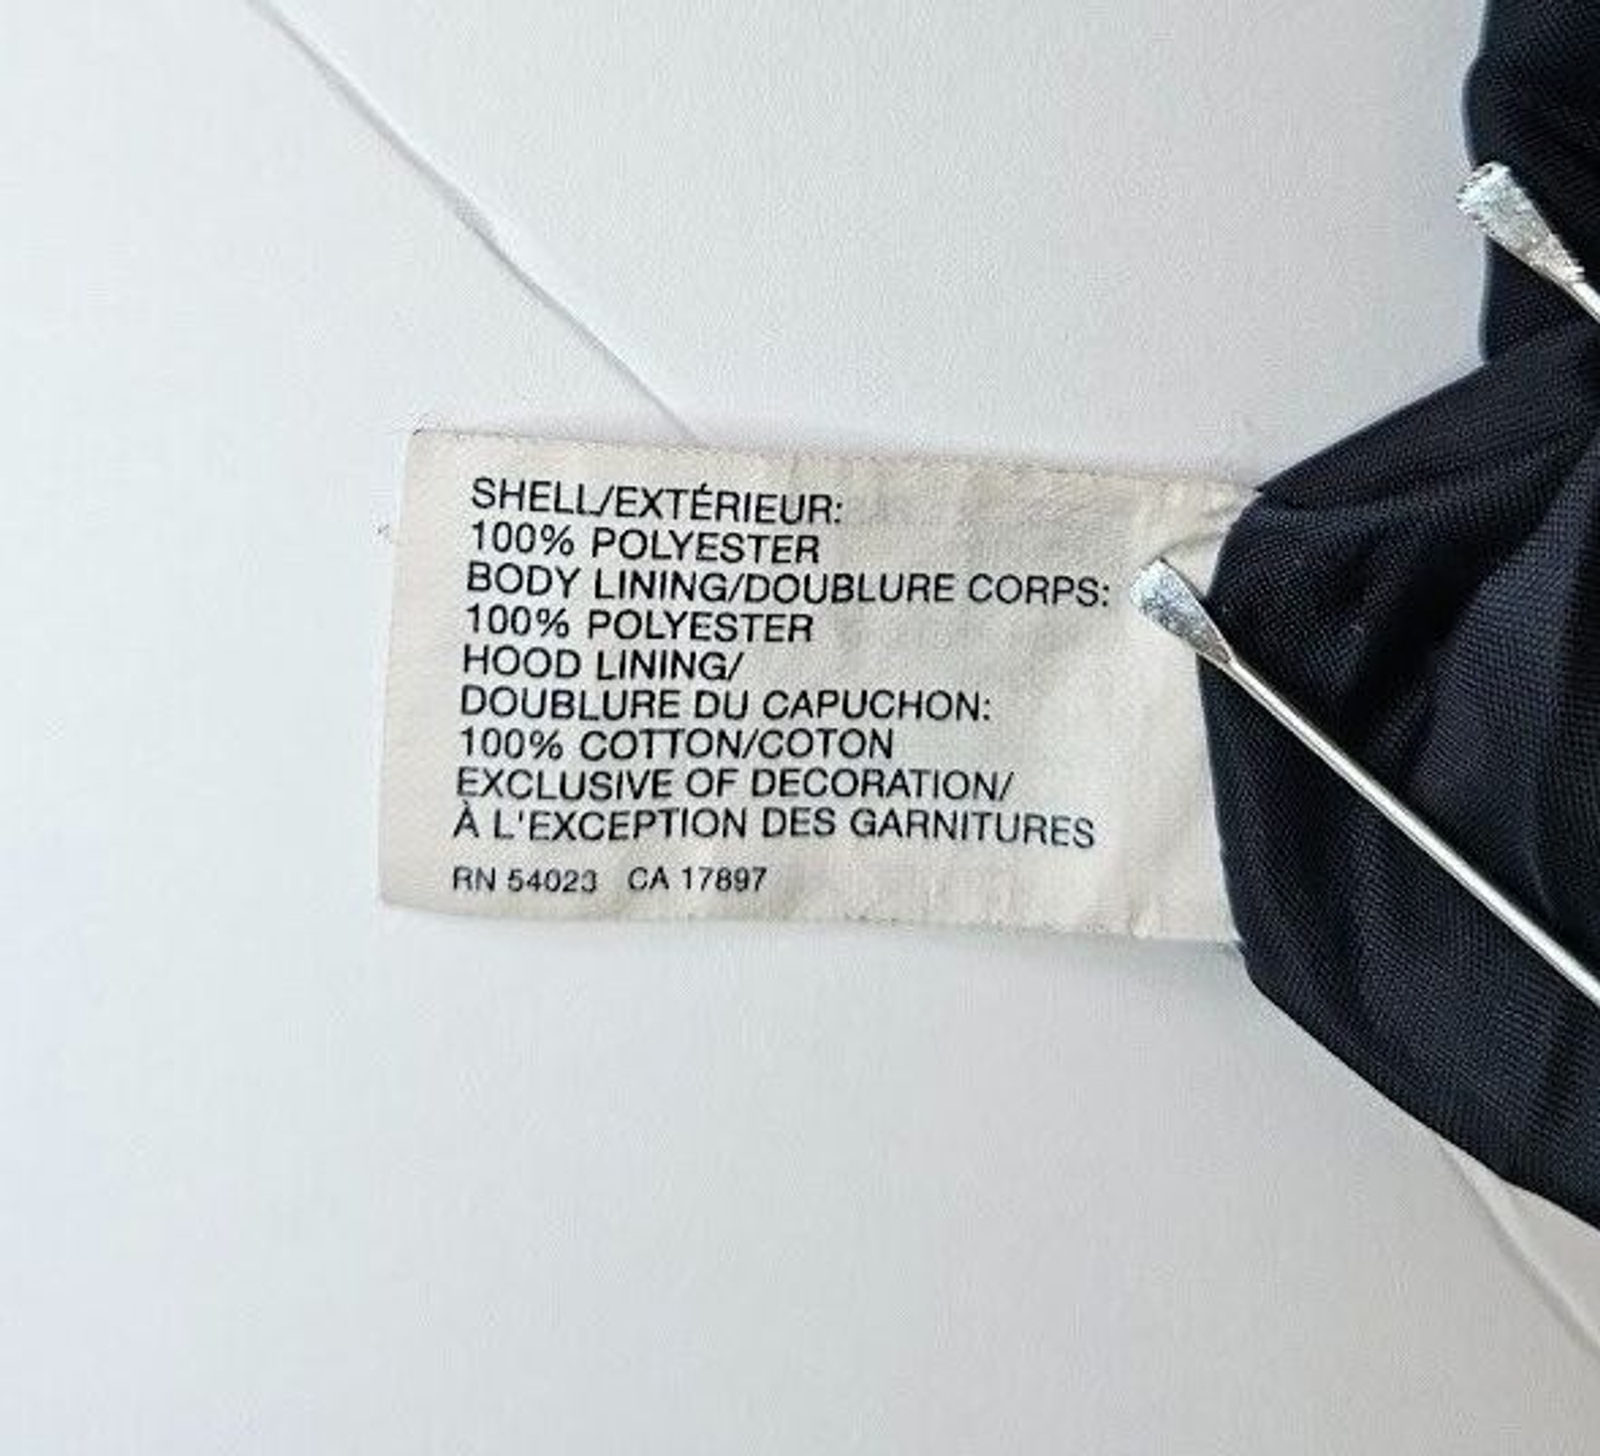 SHELL/EXTÉRIEUR:
100% POLYESTER
BODY LINING/DOUBLURE CORPS:
100% POLYESTER
HOOD LINING/
DOUBLURE DU CAPUCHON:
100% COTTON/COTON
EXCLUSIVE OF DECORATION/
À L'EXCEPTION DES GARNITURES
RN 54023 CA 17897